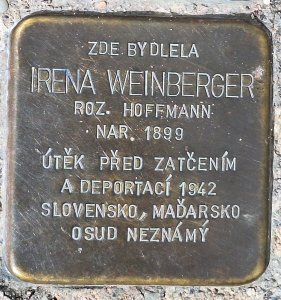 ZDE BYDLELA
IRENA WEINBERGER
ROZ. HOFFMANN
NAR. 1899
ÚTĚK PŘED ZATČENÍM
A DEPORTACÍ 1942
SLOVENSKO, MAĎARSKO
OSUD NEZNÁMÝ